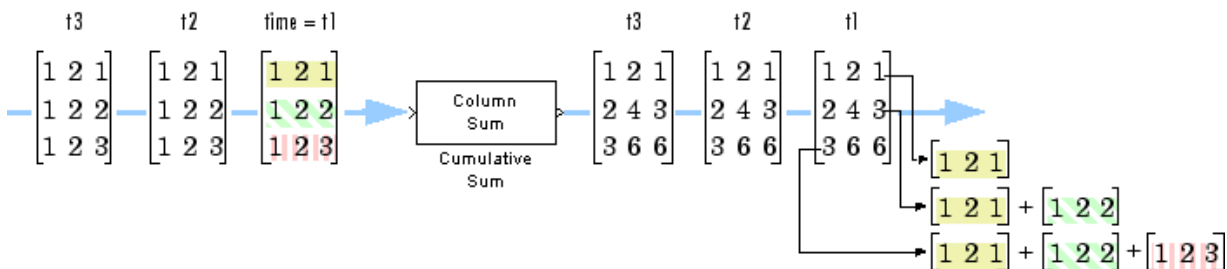 t3 t2 time = t1 t3 t2 t1
[1 2 1] [1 2 1] [1 2 1] [1 2 1] [1 2 1] [1 2 1]
[1 2 2] [1 2 2] [1 2 2] [2 4 3] [2 4 3] [2 4 3]
[1 2 3] [1 2 3] [1 2 3] [3 6 6] [3 6 6] [3 6 6]
Column
Sum
Cumulative
Sum
[1 2 1]
[1 2 1] + [1 2 2]
[1 2 1] + [1 2 2] + [1 2 3]